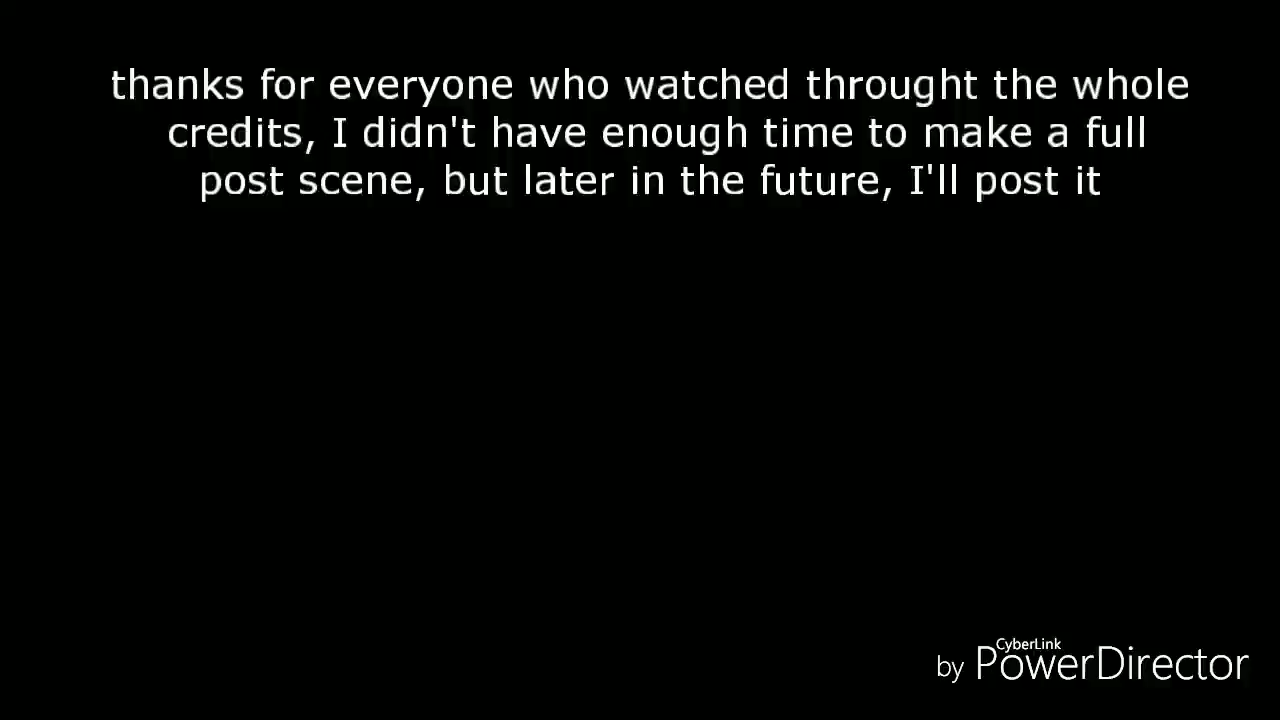 thanks for everyone who watched throught the whole
credits, I didn't have enough time to make a full
post scene, but later in the future, I'll post it
CyberLink
by PowerDirector